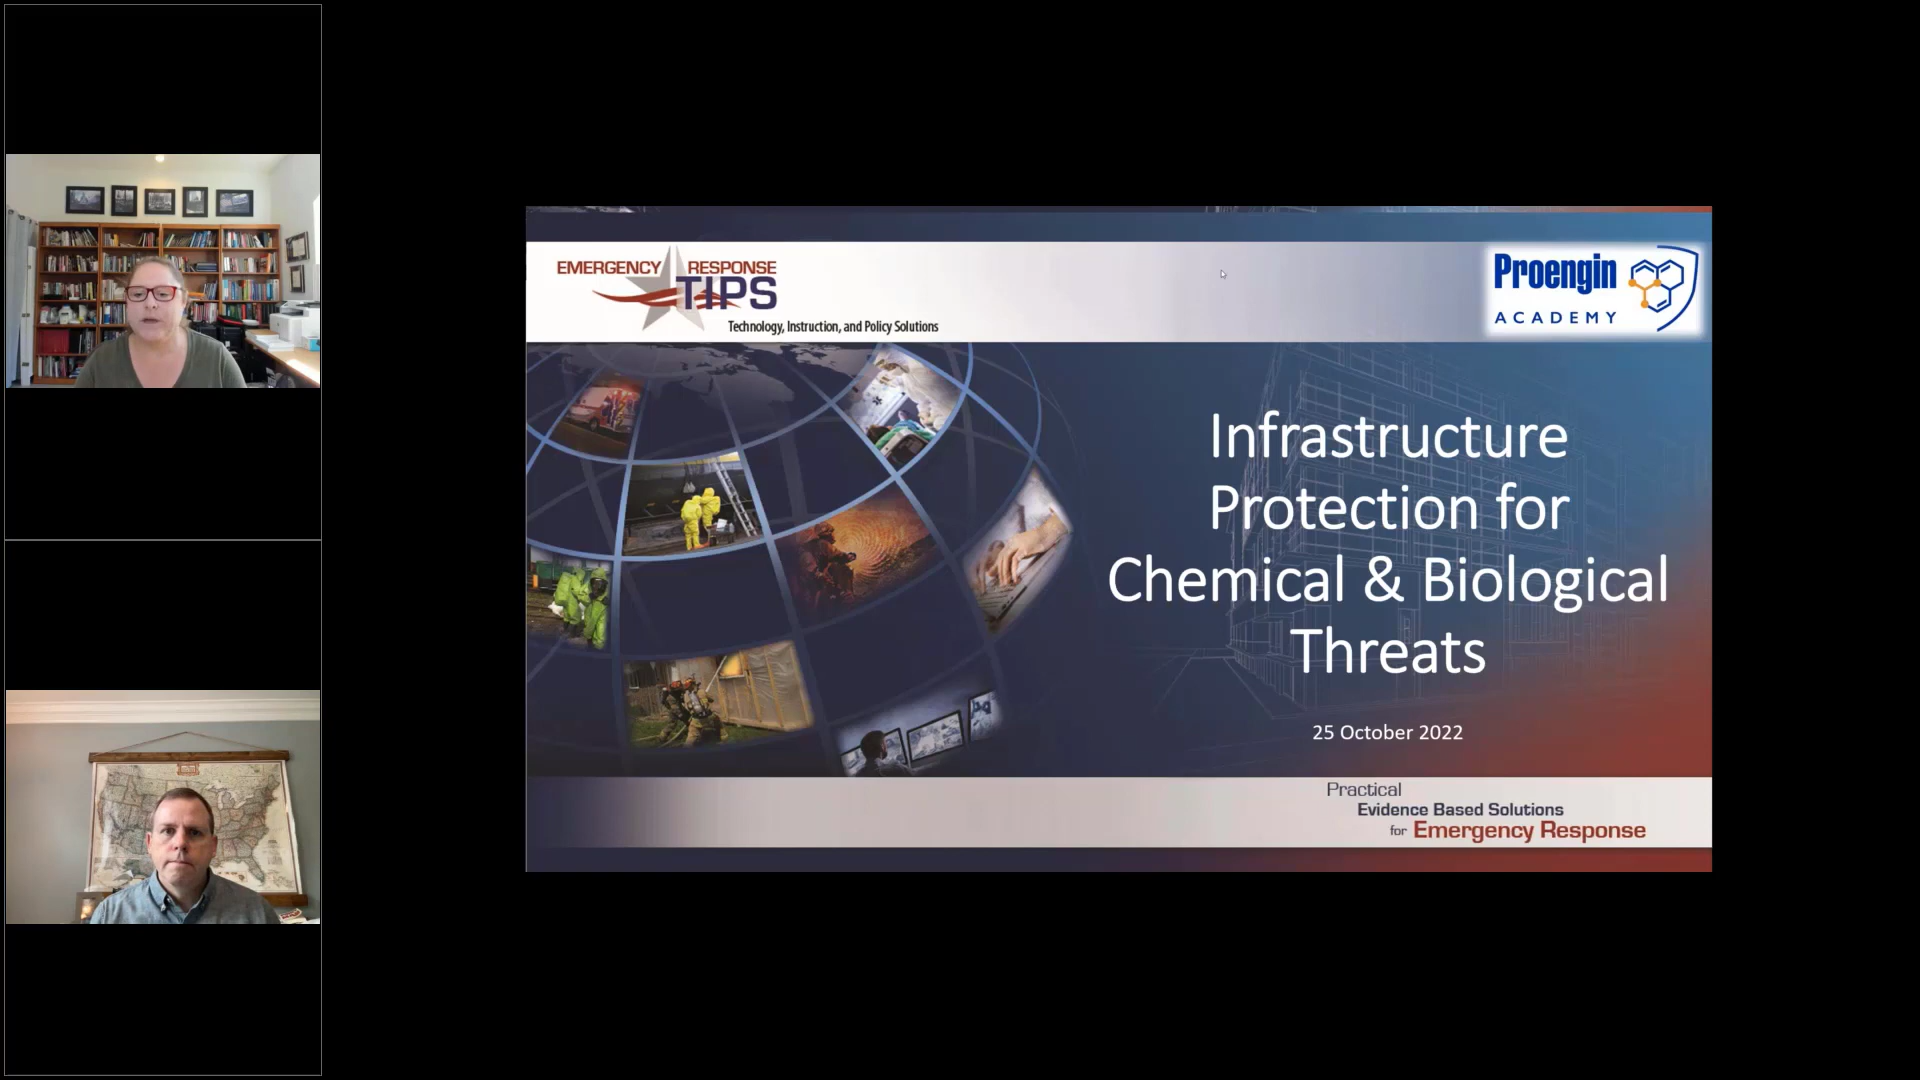 EMERGENCY RESPONSE
TIPS
Technology, Instruction, and Policy Solutions
Proengin
ACADEMY
Infrastructure
Protection for
Chemical & Biological
Threats
25 October 2022
Practical
Evidence Based Solutions
for Emergency Response